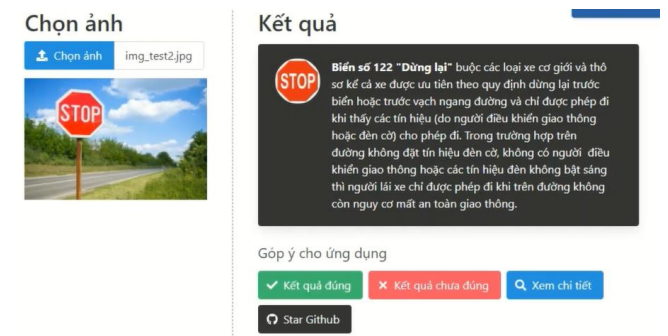 Chọn ảnh
Chọn ảnh img_test2.jpg
STOP
Kết quả
STOP
Biển số 122 "Dừng lại" buộc các loại xe cơ giới và thô
sơ kể cả xe được ưu tiên theo quy định dừng lại trước
biển hoặc trước vạch ngang đường và chỉ được phép đi
khi thấy các tín hiệu (do người điều khiển giao thông
hoặc đèn cờ) cho phép đi. Trong trường hợp trên
đường không đặt tín hiệu đèn cờ, không có người điều
khiển giao thông hoặc các tín hiệu đèn không bật sáng
thì người lái xe chỉ được phép đi khi trên đường không
còn nguy cơ mất an toàn giao thông.
Góp ý cho ứng dụng
Kết quả đúng
Kết quả chưa đúng
Xem chi tiết
Star Github